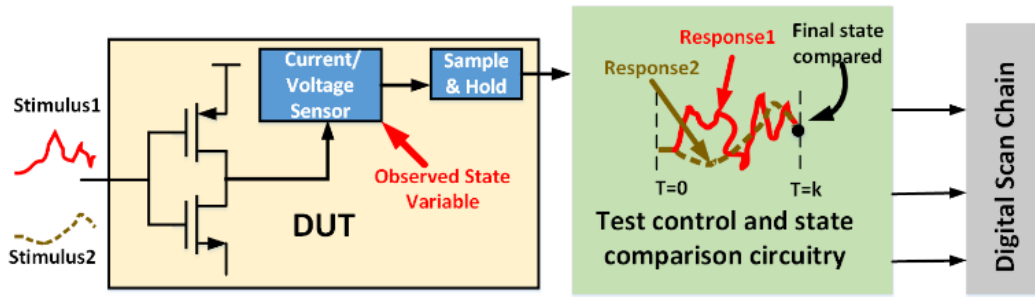 Stimulus1
Stimulus2
Current/
Voltage
Sensor
Sample
& Hold
Observed State
Variable
DUT
Response1
Response2
Final state
compared
T=0
T=k
Test control and state
comparison circuitry
Digital Scan Chain